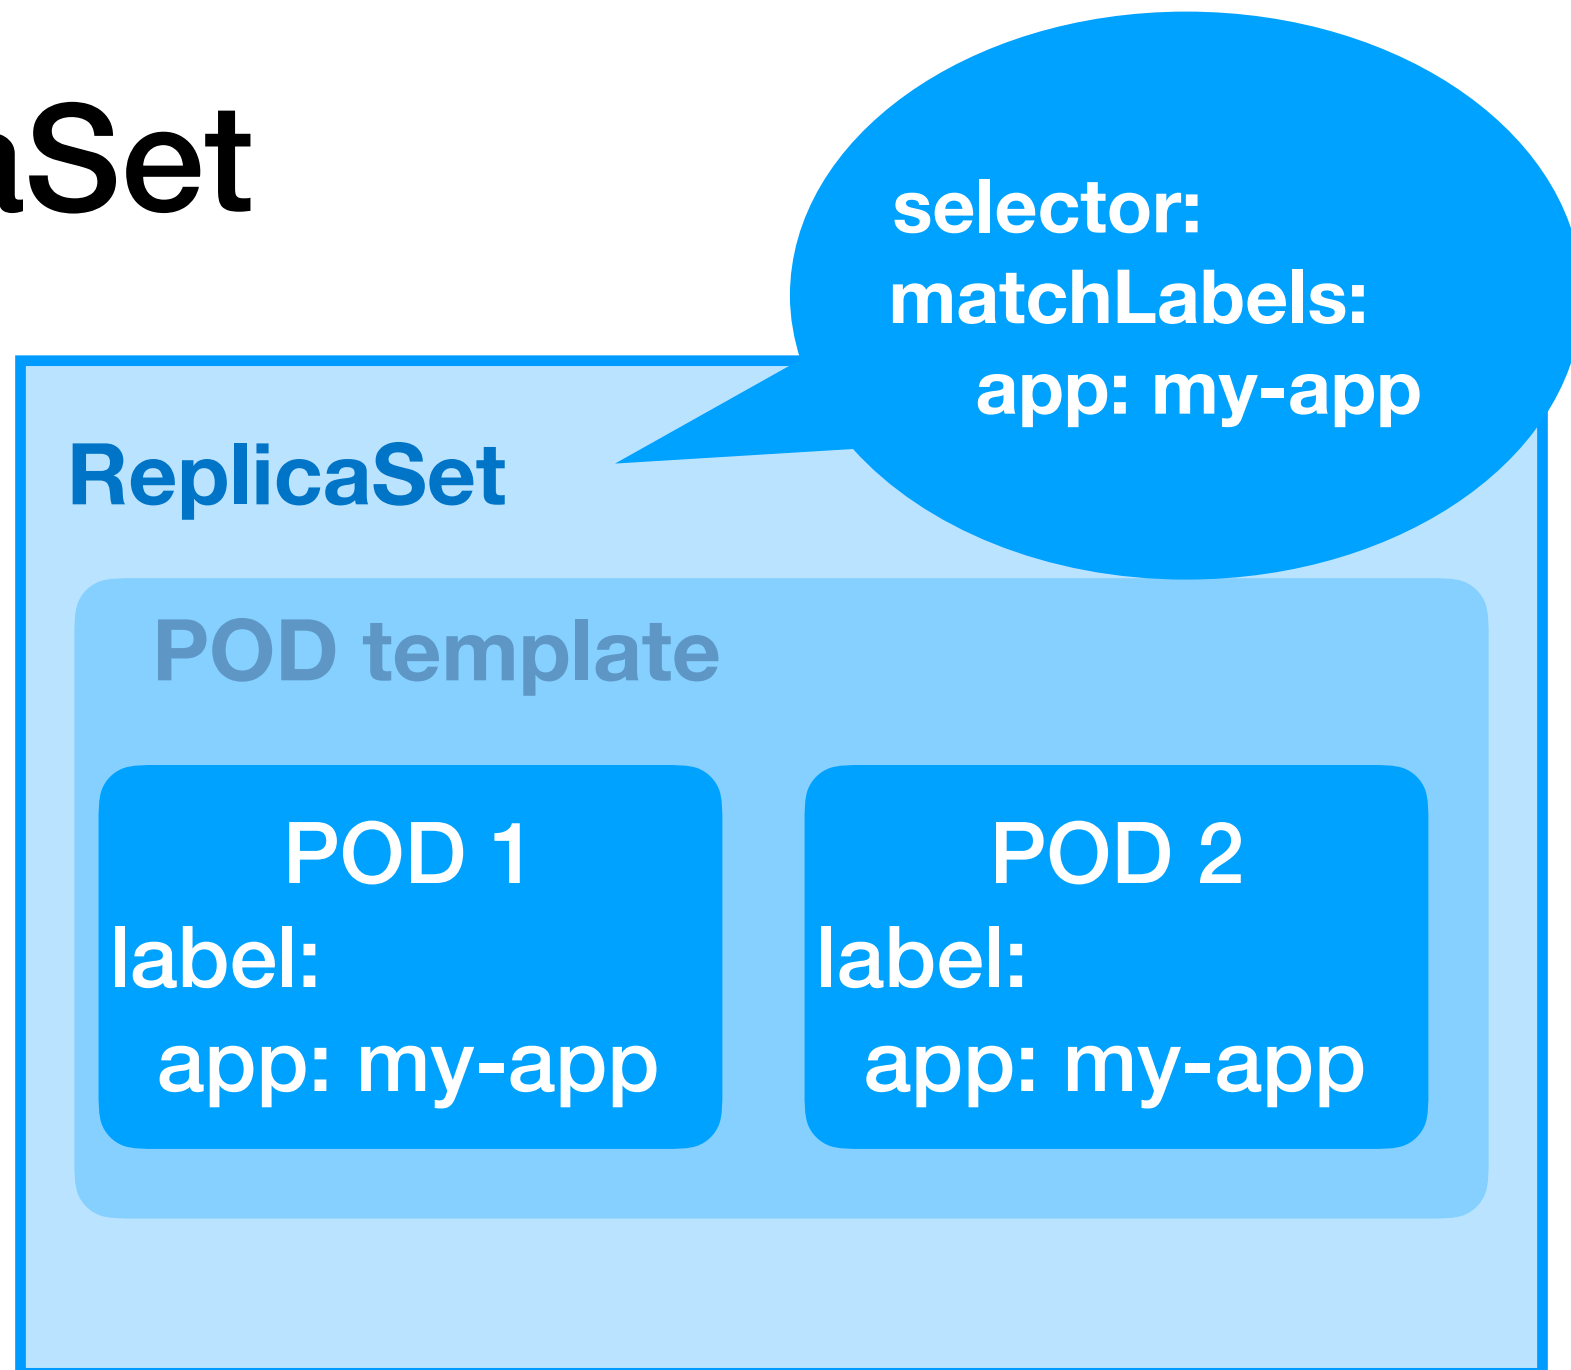 aSet
selector:
matchLabels:
app: my-app
ReplicaSet
POD template
POD 1
label:
app: my-app
POD 2
label:
app: my-app